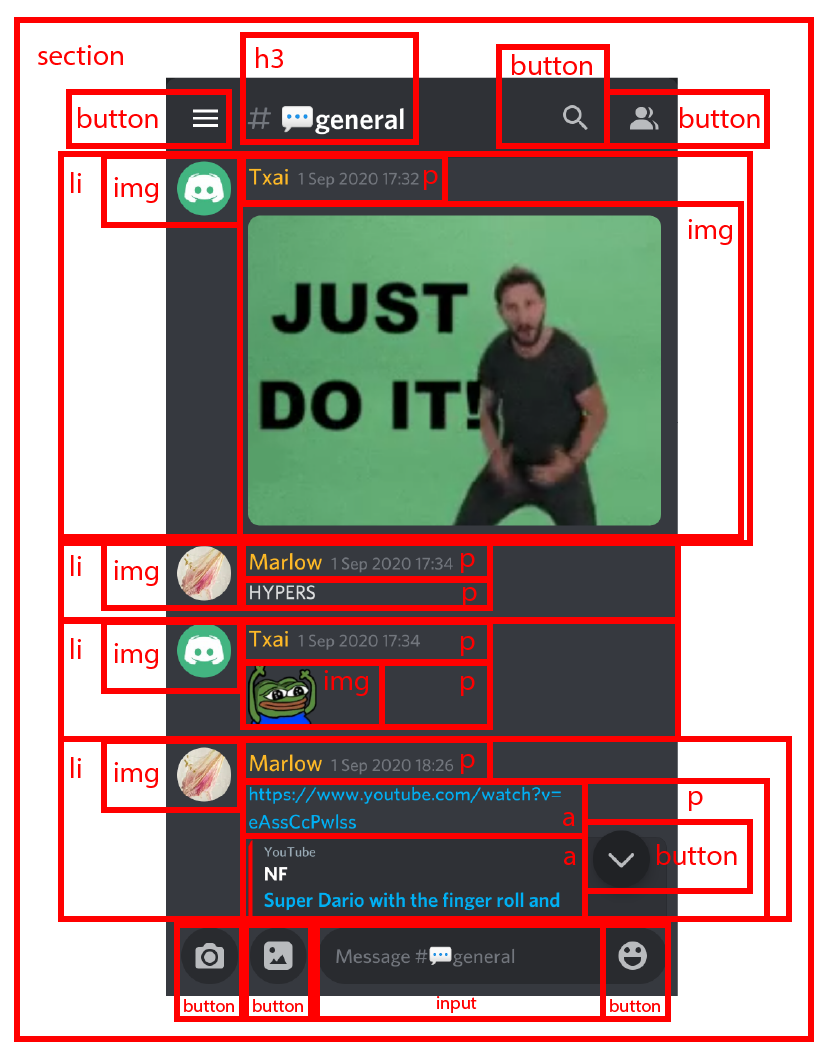 section
h3
button
button
# 💬general
button
li
img
Txai 1 Sep 2020 17:32 p
img
JUST
DO IT!
li
img
Marlow 1 Sep 2020 17:34 p
HYPERS p
li
img
Txai 1 Sep 2020 17:34 p
img p
li
img
Marlow 1 Sep 2020 18:26 p
https://www.youtube.com/watch?v=
eAssCcPwlss a
p
YouTube
a
button
NF
Super Dario with the finger roll and
Message #💬general
button
button
input
button